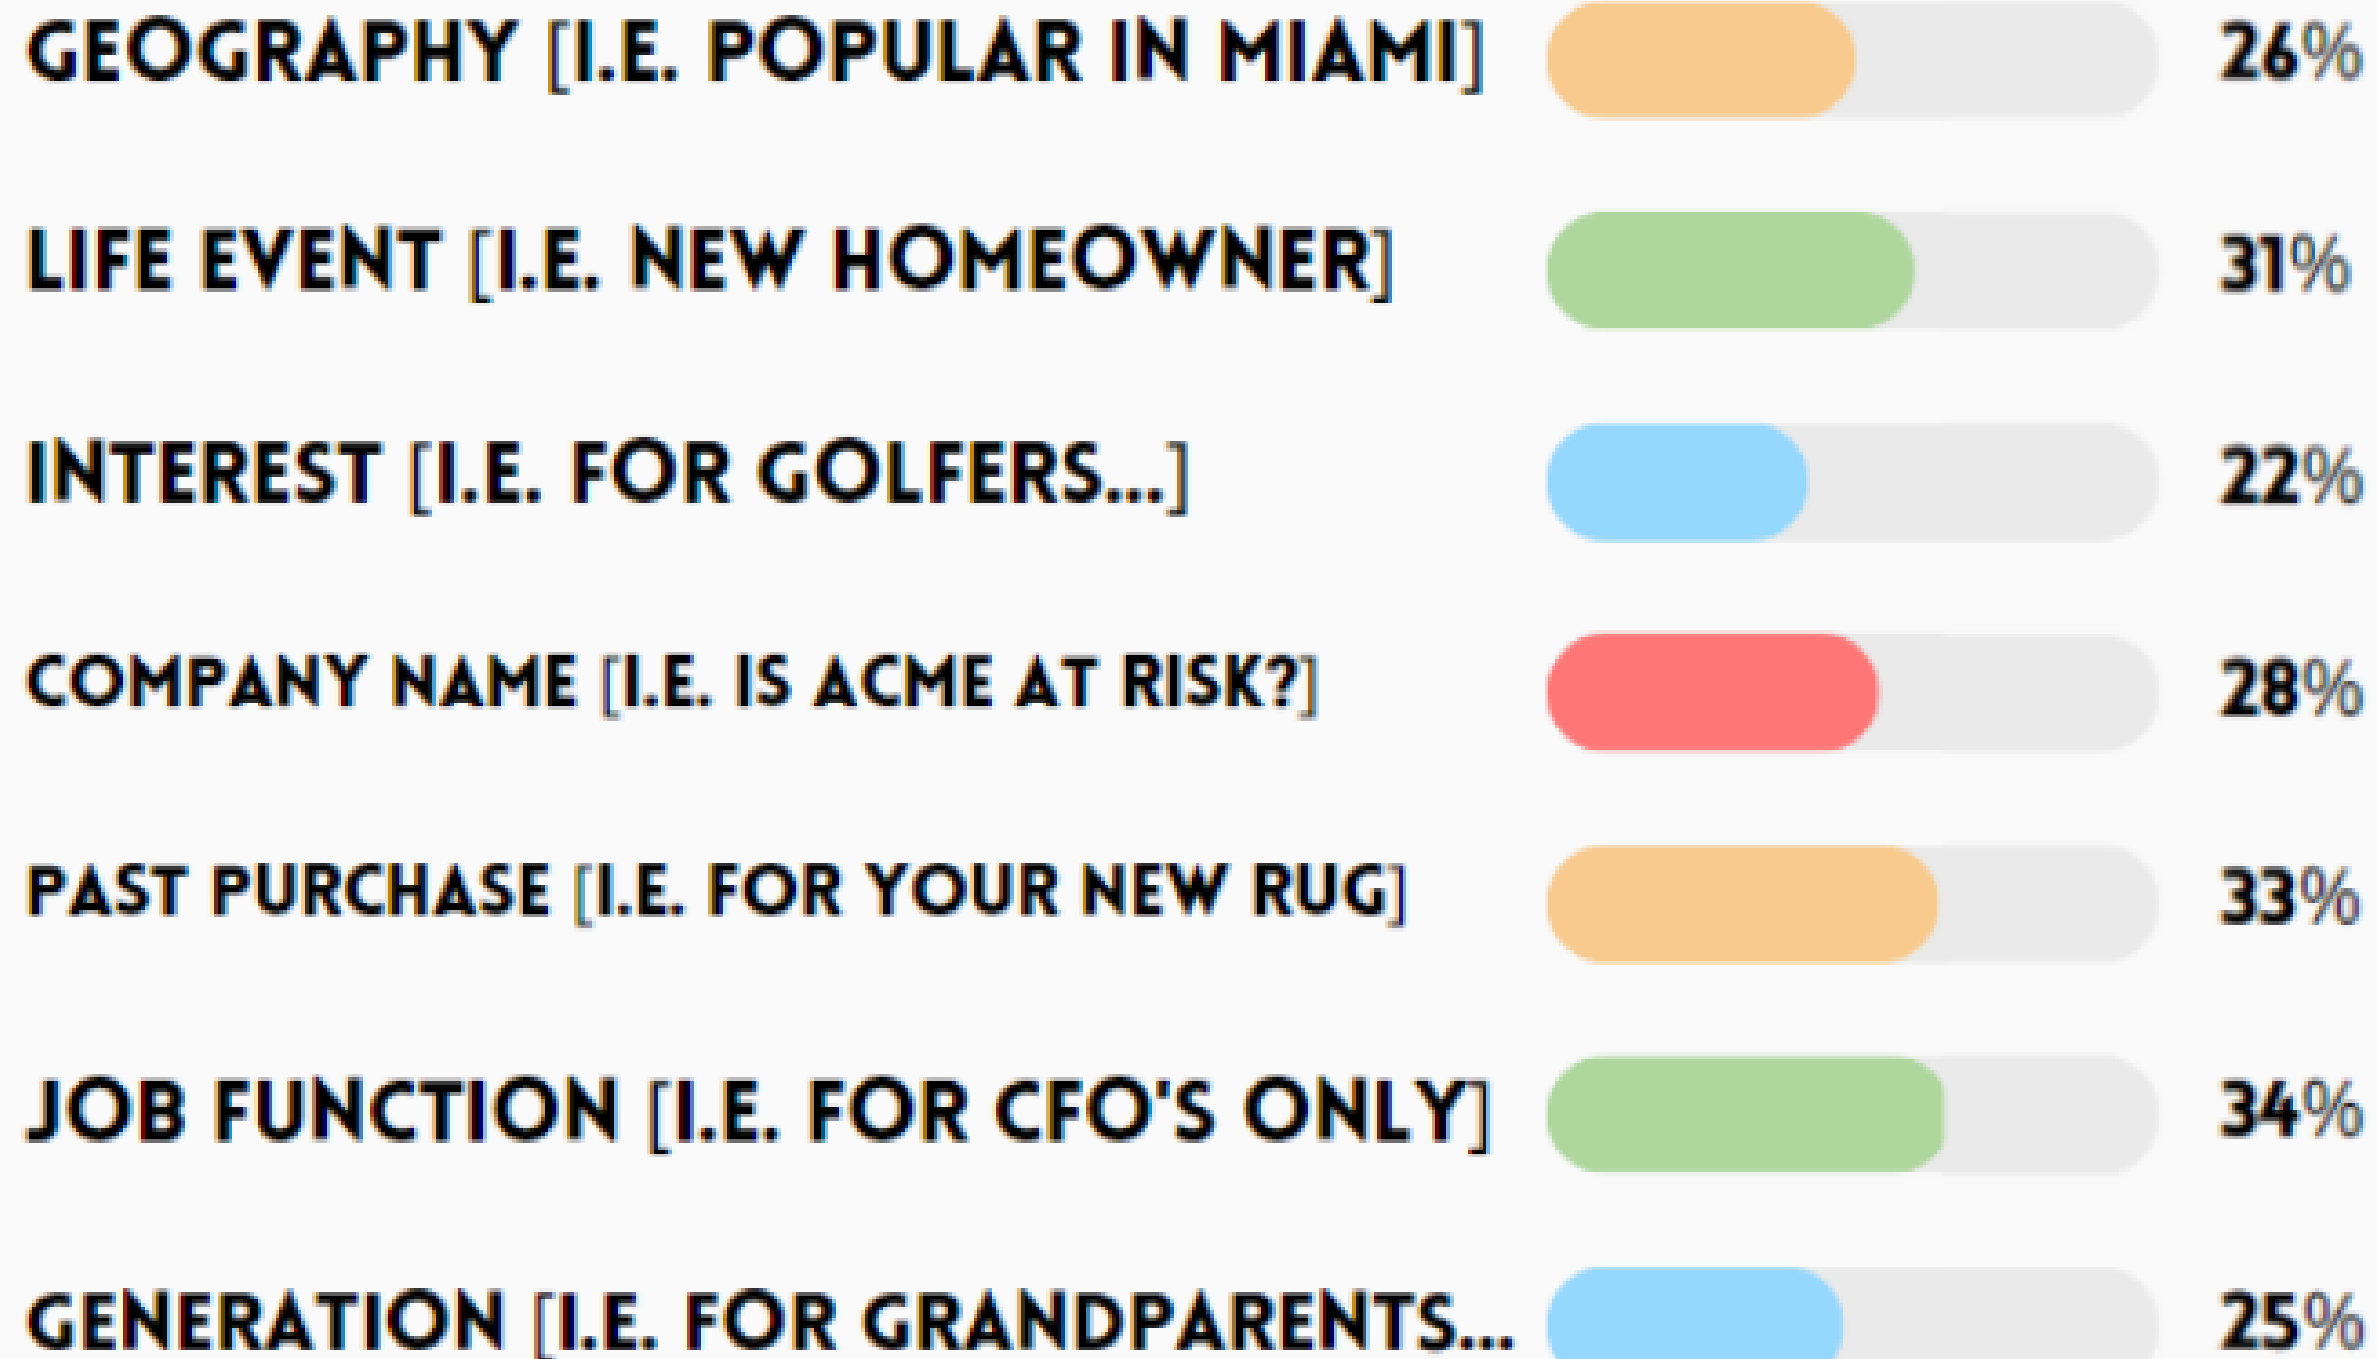 GEOGRAPHY [I.E. POPULAR IN MIAMI] 26%
LIFE EVENT [I.E. NEW HOMEOWNER] 31%
INTEREST [I.E. FOR GOLFERS...] 22%
COMPANY NAME [I.E. IS ACME AT RISK?] 28%
PAST PURCHASE [I.E. FOR YOUR NEW RUG] 33%
JOB FUNCTION [I.E. FOR CFO'S ONLY] 34%
GENERATION [I.E. FOR GRANDPARENTS... 25%